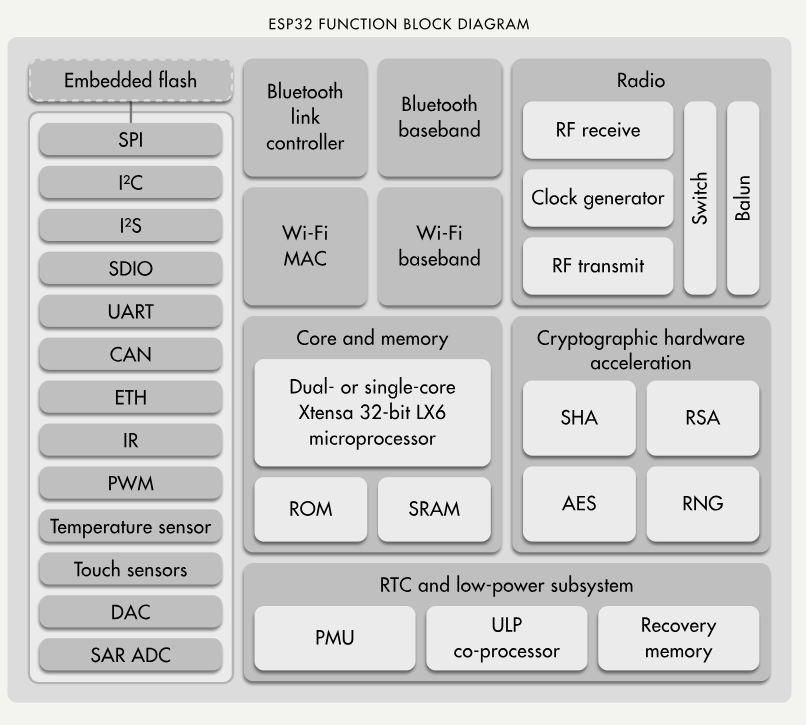 ESP32 FUNCTION BLOCK DIAGRAM
Embedded flash
SPI
I²C
I²S
SDIO
UART
CAN
ETH
IR
PWM
Temperature sensor
Touch sensors
DAC
SAR ADC
Bluetooth
link
controller
Bluetooth
baseband
Wi-Fi
MAC
Wi-Fi
baseband
Radio
RF receive
Clock generator
RF transmit
Switch
Balun
Core and memory
Dual- or single-core
Xtensa 32-bit LX6
microprocessor
ROM
SRAM
Cryptographic hardware
acceleration
SHA
RSA
AES
RNG
RTC and low-power subsystem
PMU
ULP
co-processor
Recovery
memory